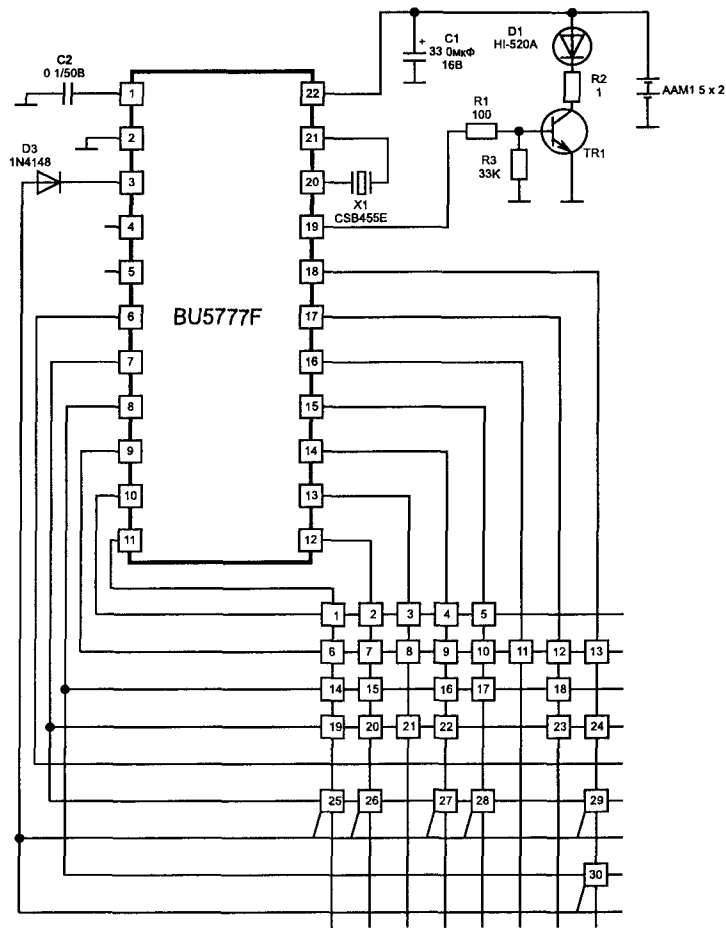 C2
0 1/50В
D3
1N4148
1
2
3
4
5
6
7
8
9
10
11
BU5777F
22
21
20
19
18
17
16
15
14
13
12
C1
+
33 0мкФ
16В
X1
CSB455E
R1
100
R3
33K
D1
HI-520A
R2
1
TR1
AAM1 5 x 2
1 2 3 4 5
6 7 8 9 10 11 12 13
14 15 16 17 18
19 20 21 22 23 24
25 26 27 28 29
30